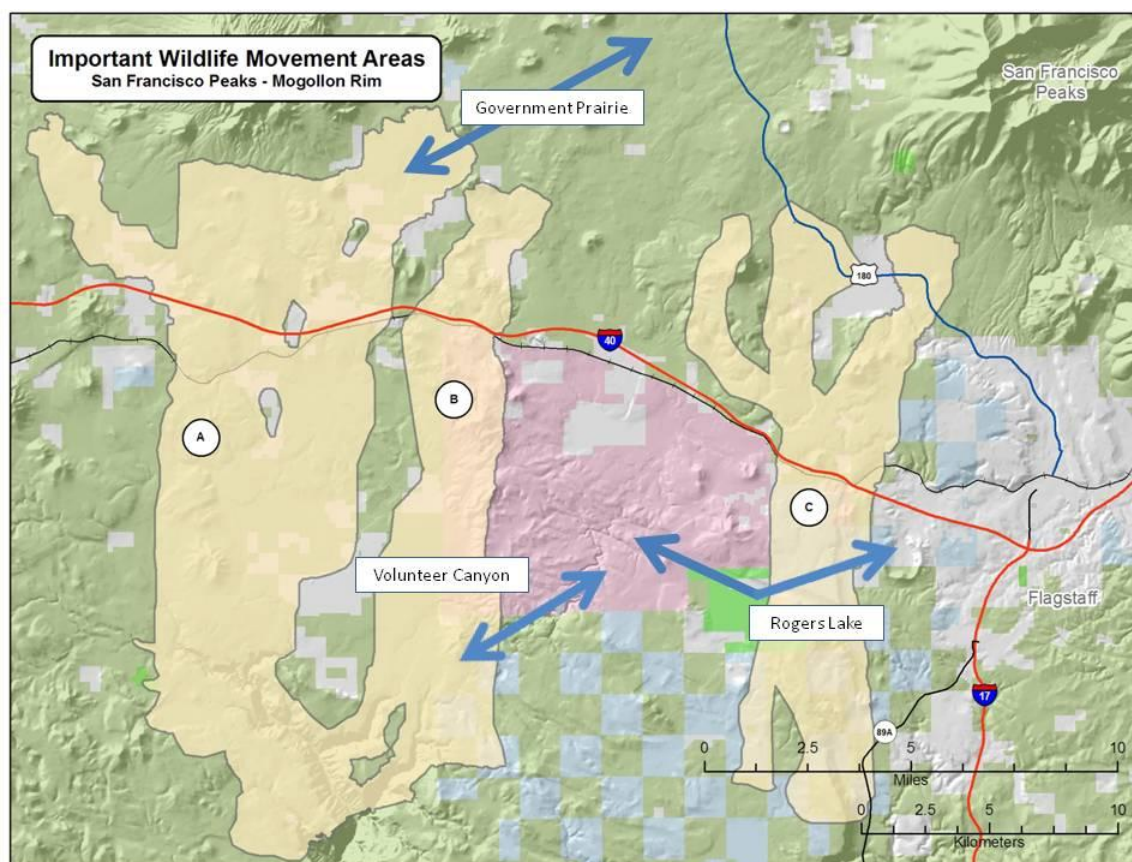 Important Wildlife Movement Areas
San Francisco Peaks - Mogollon Rim
San Francisco
Peaks
Government Prairie
180
40
A
B
C
Volunteer Canyon
Rogers Lake
Flagstaff
17
89A
0 2.5 5 10
Miles
0 2.5 5 10
Kilometers